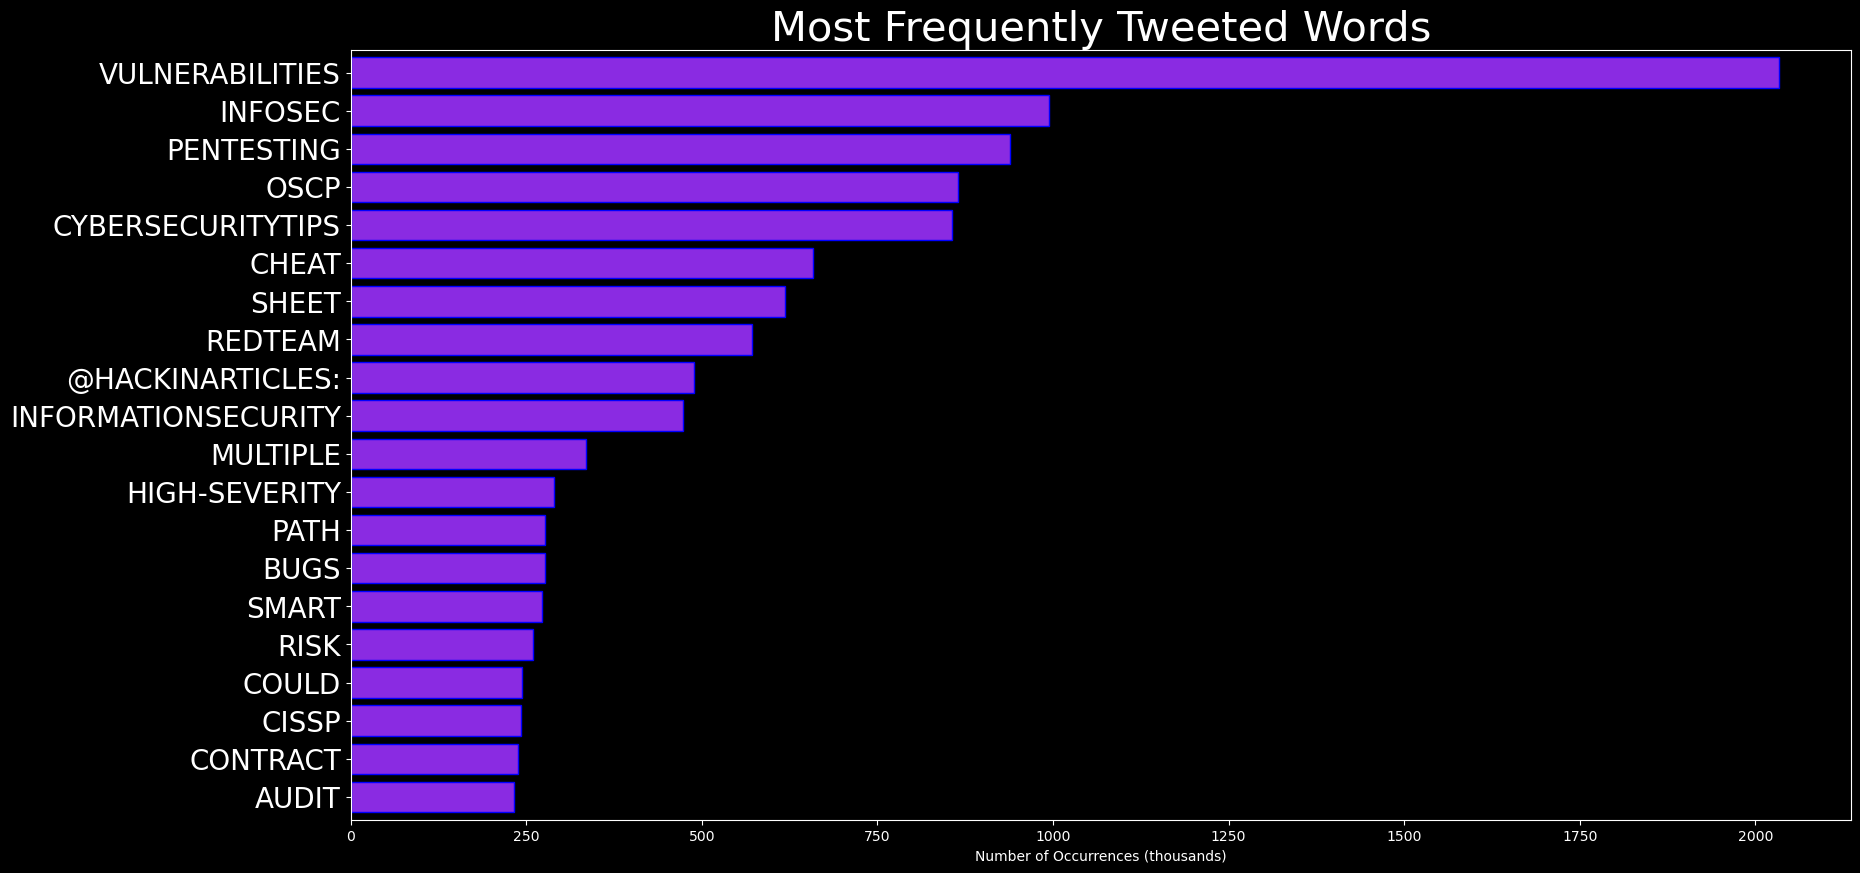 Most Frequently Tweeted Words
VULNERABILITIES
INFOSEC
PENTESTING
OSCP
CYBERSECURITYTIPS
CHEAT
SHEET
REDTEAM
@HACKINARTICLES:
INFORMATIONSECURITY
MULTIPLE
HIGH-SEVERITY
PATH
BUGS
SMART
RISK
COULD
CISSP
CONTRACT
AUDIT
0 250 500 750 1000 1250 1500 1750 2000
Number of Occurrences (thousands)